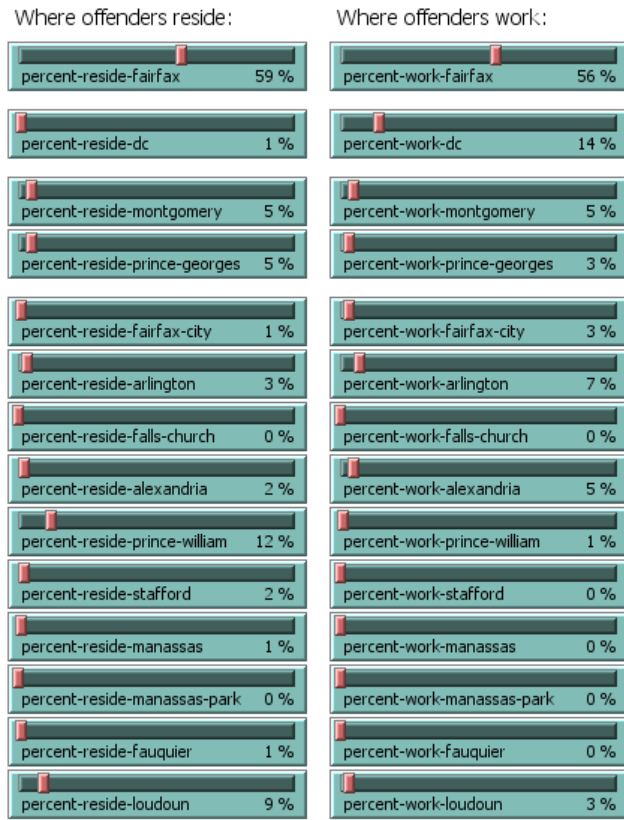 Where offenders reside: Where offenders work:
percent-reside-fairfax 59 % percent-work-fairfax 56 %
percent-reside-dc 1 % percent-work-dc 14 %
percent-reside-montgomery 5 % percent-work-montgomery 5 %
percent-reside-prince-georges 5 % percent-work-prince-georges 3 %
percent-reside-fairfax-city 1 % percent-work-fairfax-city 3 %
percent-reside-arlington 3 % percent-work-arlington 7 %
percent-reside-falls-church 0 % percent-work-falls-church 0 %
percent-reside-alexandria 2 % percent-work-alexandria 5 %
percent-reside-prince-william 12 % percent-work-prince-william 1 %
percent-reside-stafford 2 % percent-work-stafford 0 %
percent-reside-manassas 1 % percent-work-manassas 0 %
percent-reside-manassas-park 0 % percent-work-manassas-park 0 %
percent-reside-fauquier 1 % percent-work-fauquier 0 %
percent-reside-loudoun 9 % percent-work-loudoun 3 %